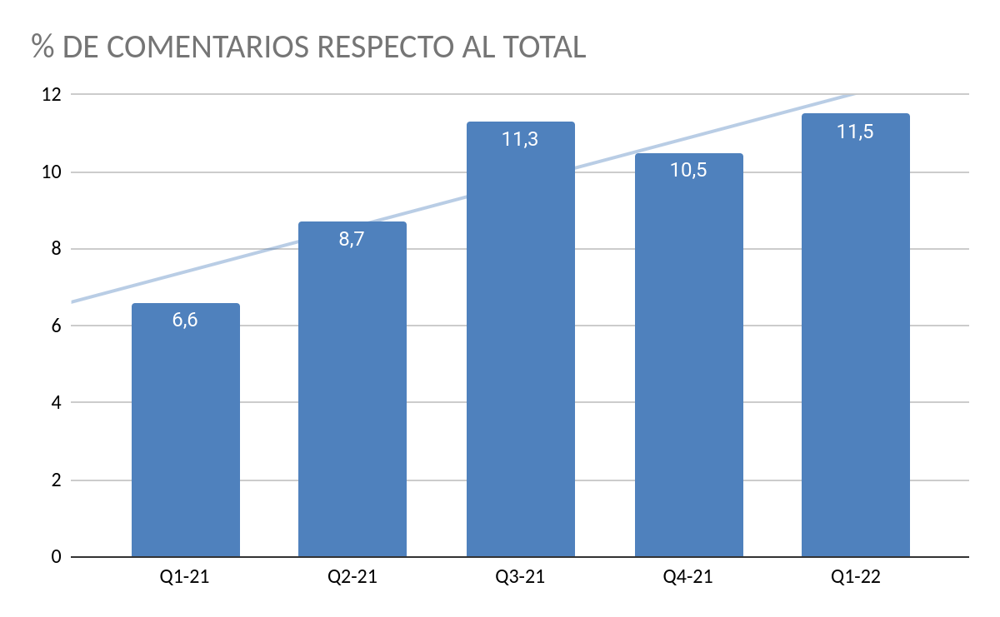 % DE COMENTARIOS RESPECTO AL TOTAL
12
10
8
6
4
2
0
6,6
8,7
11,3
10,5
11,5
Q1-21
Q2-21
Q3-21
Q4-21
Q1-22